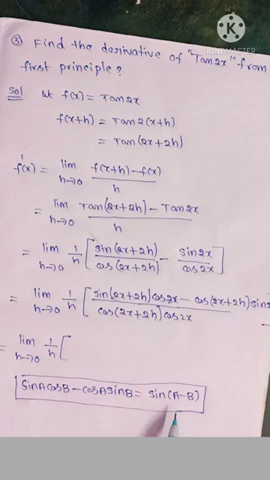 ③ Find the derivative of "Tan2x" from
first principle?
KINEMASTER
Sol let f(x) = Tan2x
f(x+h) = Tan2(x+h)
= Tan(2x+2h)
f'(x) = lim h→0 f(x+h)-f(x) / h
= lim h→0 Tan(2x+2h) - Tan2x / h
= lim h→0 1/h [ sin(2x+2h) / cos(2x+2h) - sin2x / cos2x ]
= lim h→0 1/h [ sin(2x+2h)cos2x - cos(2x+2h)sin2 / cos(2x+2h)cos2x
= lim h→0 1/h [
sinAcosB - cosAsinB = sin(A-B)